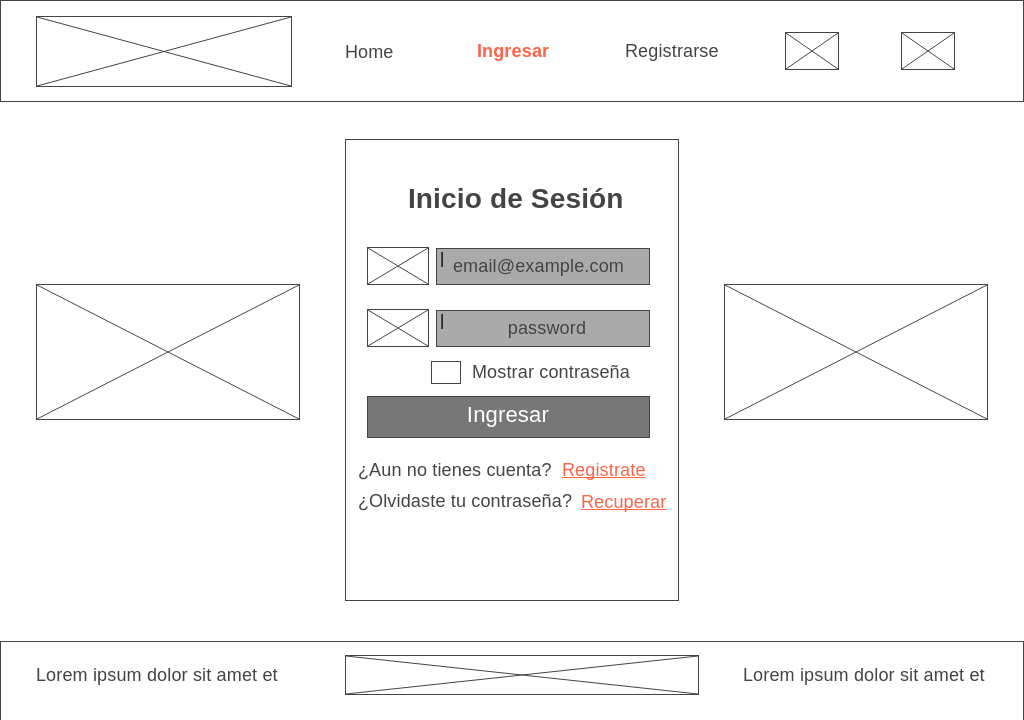 Home
Ingresar
Registrarse
Inicio de Sesión
email@example.com
password
Mostrar contraseña
Ingresar
¿Aun no tienes cuenta? Registrate
¿Olvidaste tu contraseña? Recuperar
Lorem ipsum dolor sit amet et
Lorem ipsum dolor sit amet et